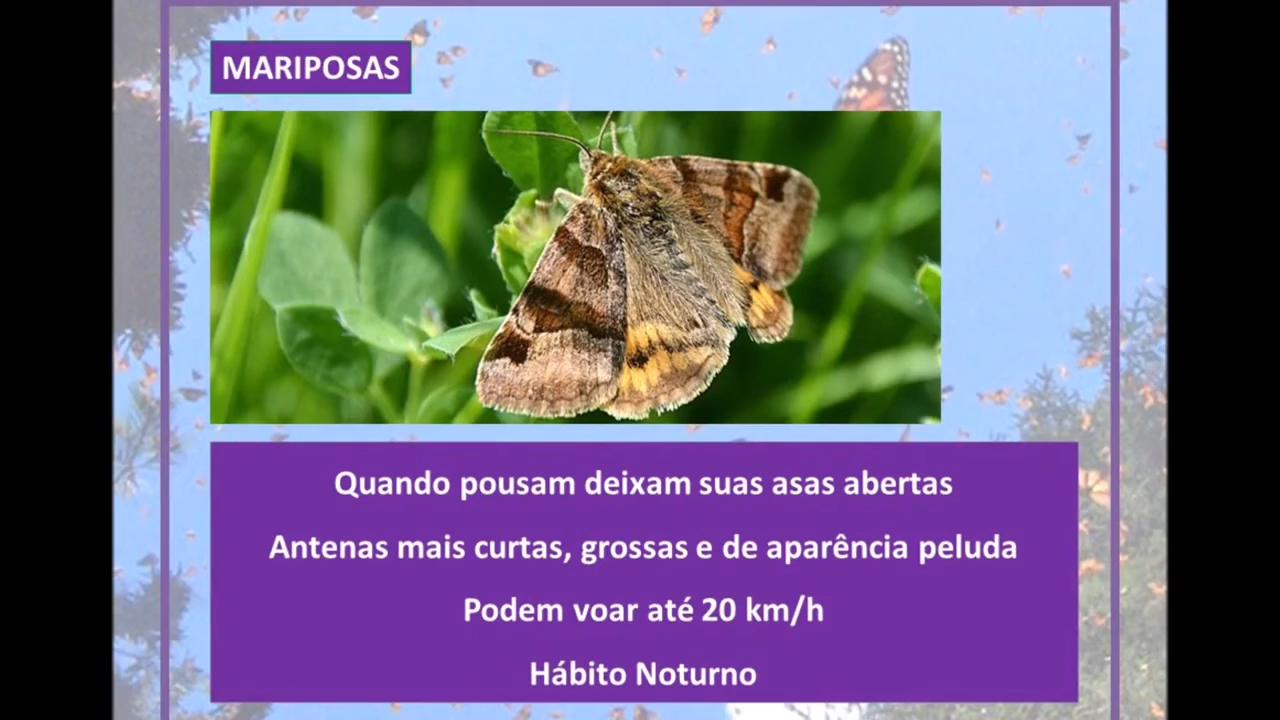 MARIPOSAS
Quando pousam deixam suas asas abertas
Antenas mais curtas, grossas e de aparência peluda
Podem voar até 20 km/h
Hábito Noturno